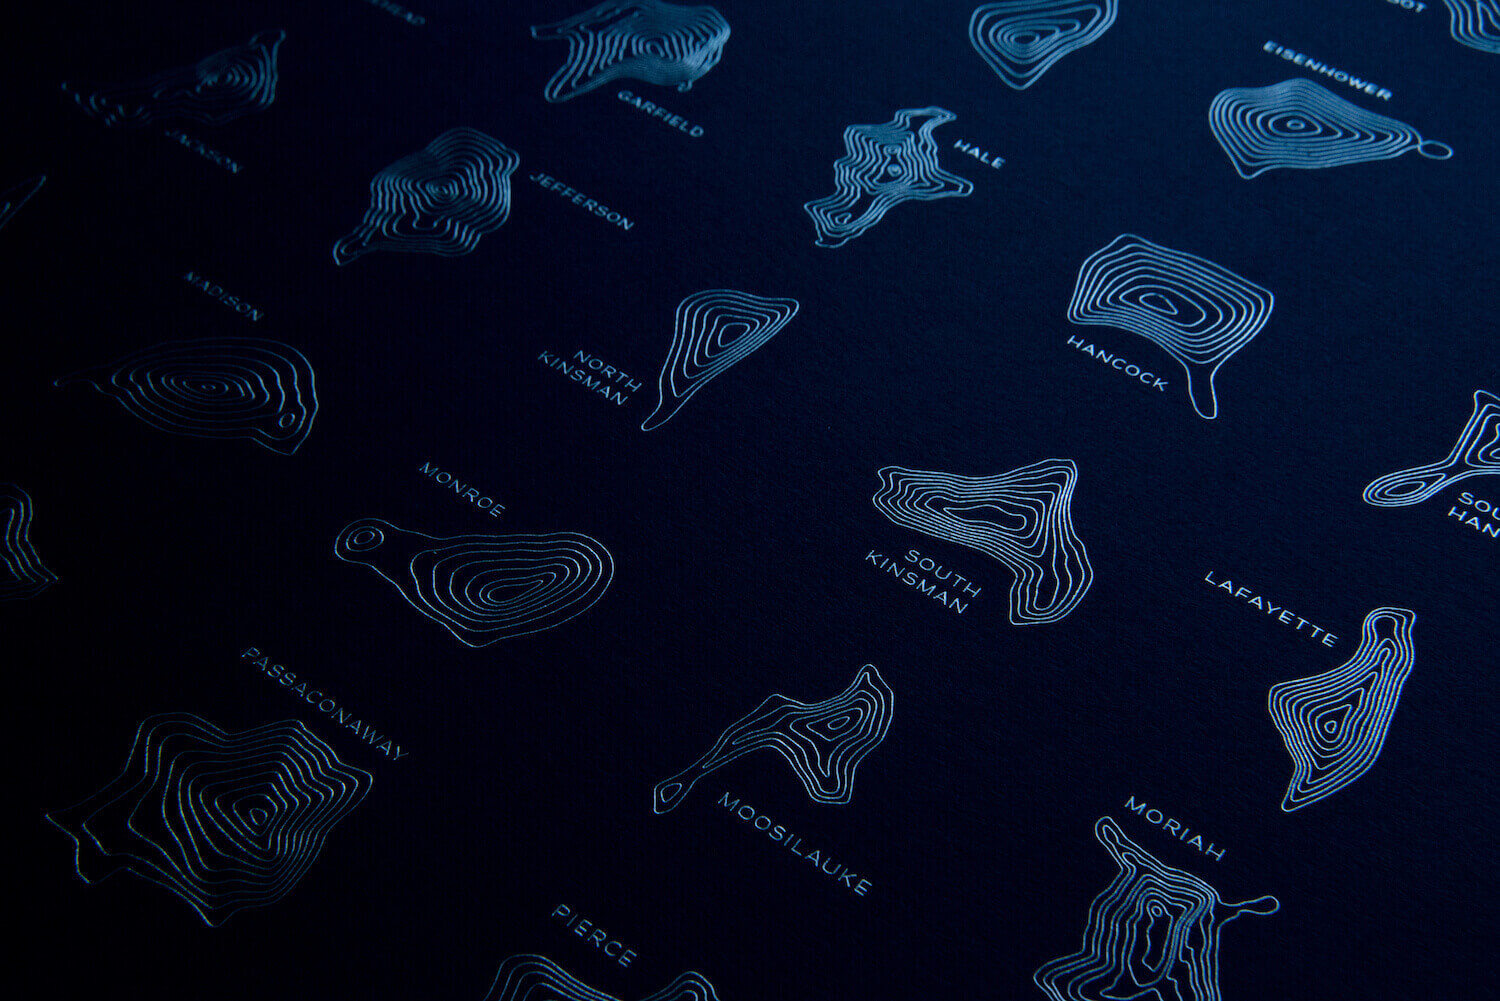 EISENHOWER
GARFIELD
HALE
JACKSON
JEFFERSON
MADISON
NORTH
KINSMAN
HANCOCK
MONROE
SOUTH
KINSMAN
LAFAYETTE
PASSACONAWAY
MOOSILAUKE
MORIAH
PIERCE